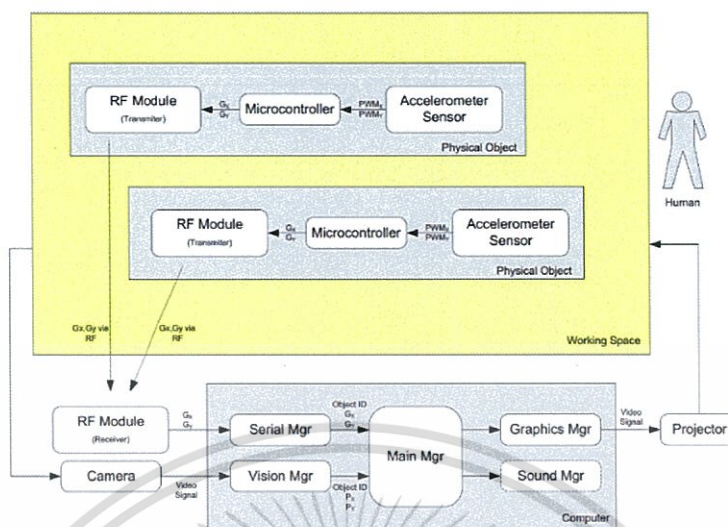 RF Module
(Transmiter)
Gx
GY
Microcontroller
PWMX
PWMY
Accelerometer
Sensor
Physical Object
Human
RF Module
(Transmiter)
Gx
GY
Microcontroller
PWMX
PWMY
Accelerometer
Sensor
Physical Object
Gx,Gy via
RF
Gx,Gy via
RF
Working Space
RF Module
(Receiver)
Gx
GY
Serial Mgr
Object ID
Gx
GY
Main Mgr
Graphics Mgr
Video
Signal
Projector
Camera
Video
Signal
Vision Mgr
Object ID
PX
PY
Sound Mgr
Computer